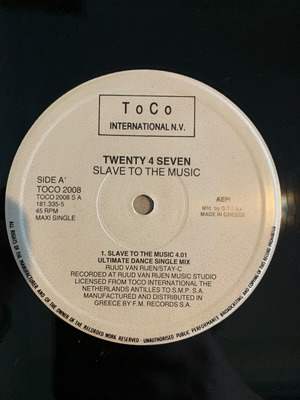 ToCo
INTERNATIONAL N.V.
TWENTY 4 SEVEN
SLAVE TO THE MUSIC
SIDE A'
TOCO 2008
TOCO 2008 S A
181.335-5
45 RPM
MAXI SINGLE
AEPI
Mfd. by
MADE IN GREECE
1. SLAVE TO THE MUSIC 4.01
ULTIMATE DANCE SINGLE MIX
RUUD VAN RIJEN/STAY-C
RECORDED AT RUUD VAN RIJEN MUSIC STUDIO
LICENSED FROM TOCO INTERNATIONAL THE
NETHERLANDS ANTILLES TO S.M.P. S.A.
MANUFACTURED AND DISTRIBUTED IN
GREECE BY F.M. RECORDS S.A.
ALL RIGHTS OF THE MANUFACTURER AND OF THE OWNER OF THE RECORDED WORK RESERVED - UNAUTHORISED PUBLIC PERFORMANCE BROADCASTING AND COPYING OF THIS RECORD PROHIBITED